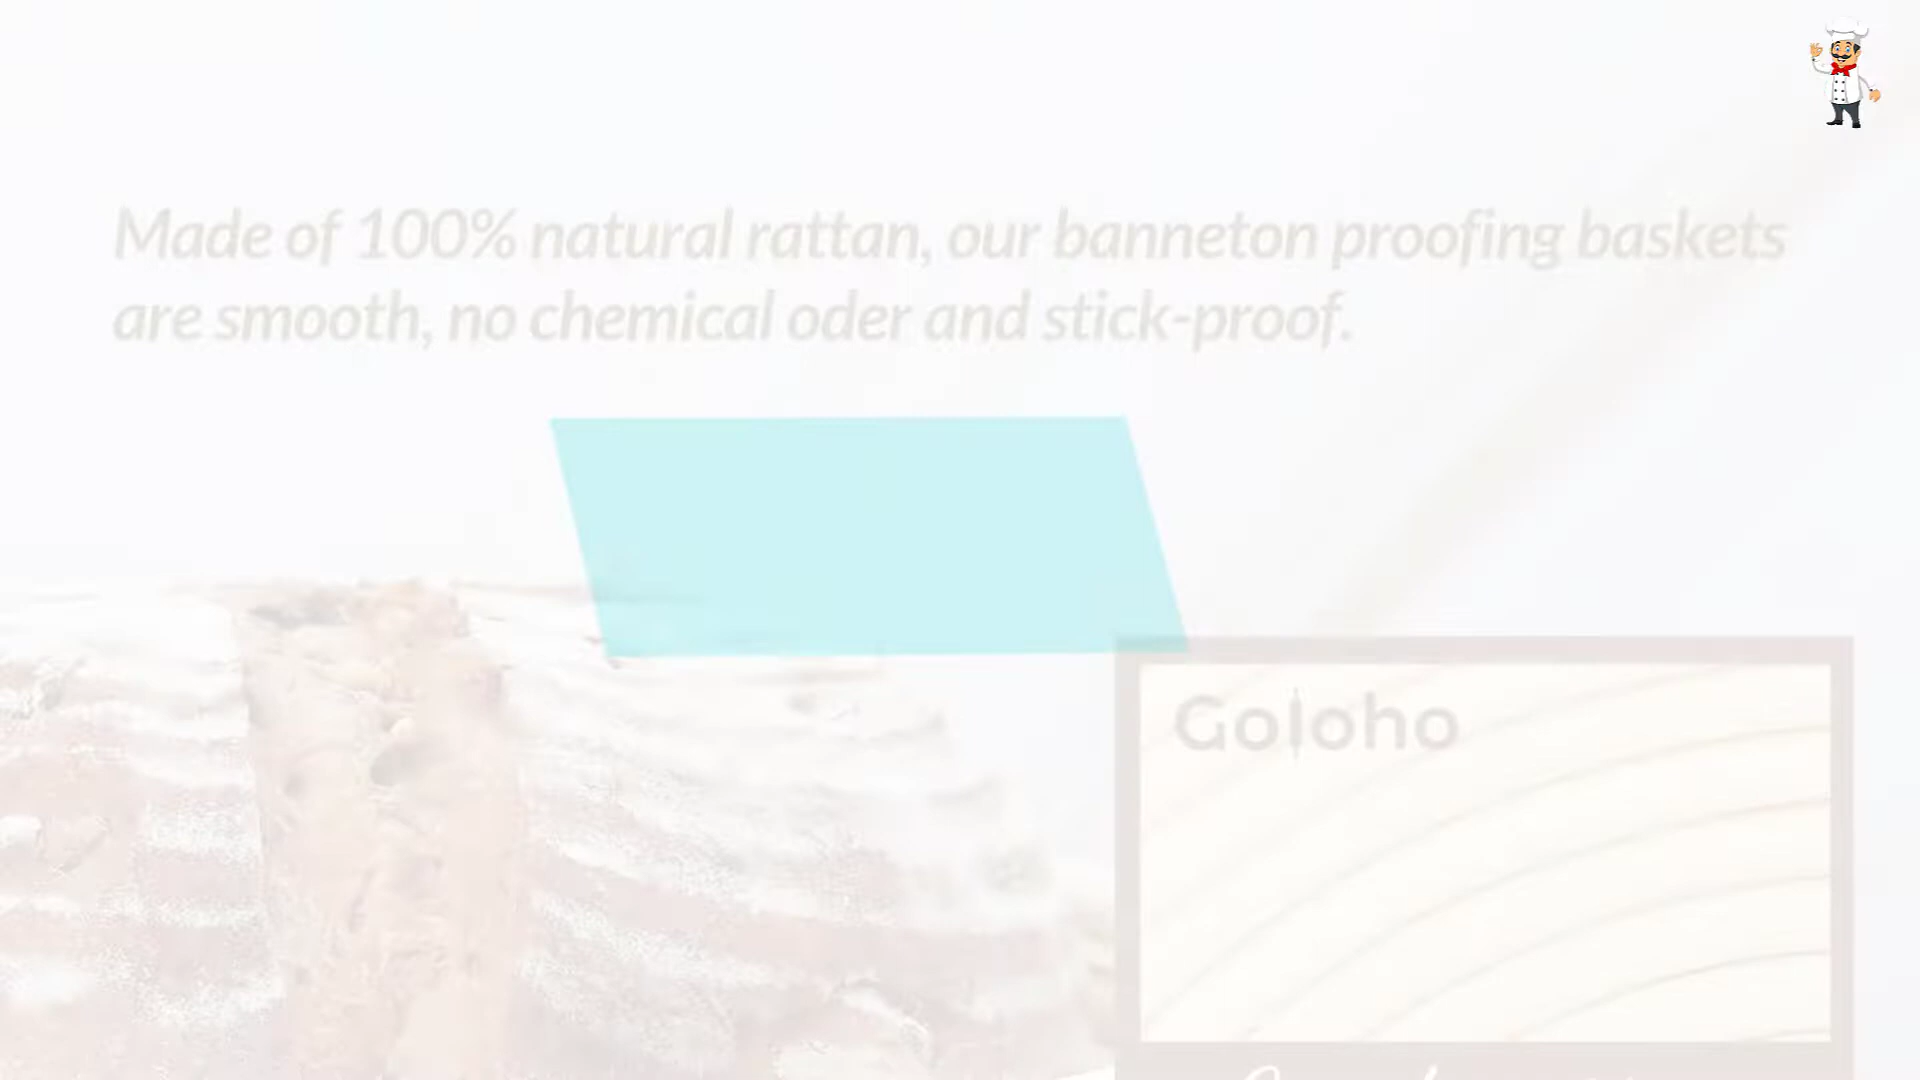 Made of 100% natural rattan, our banneton proofing baskets
are smooth, no chemical oder and stick-proof.
Goloho